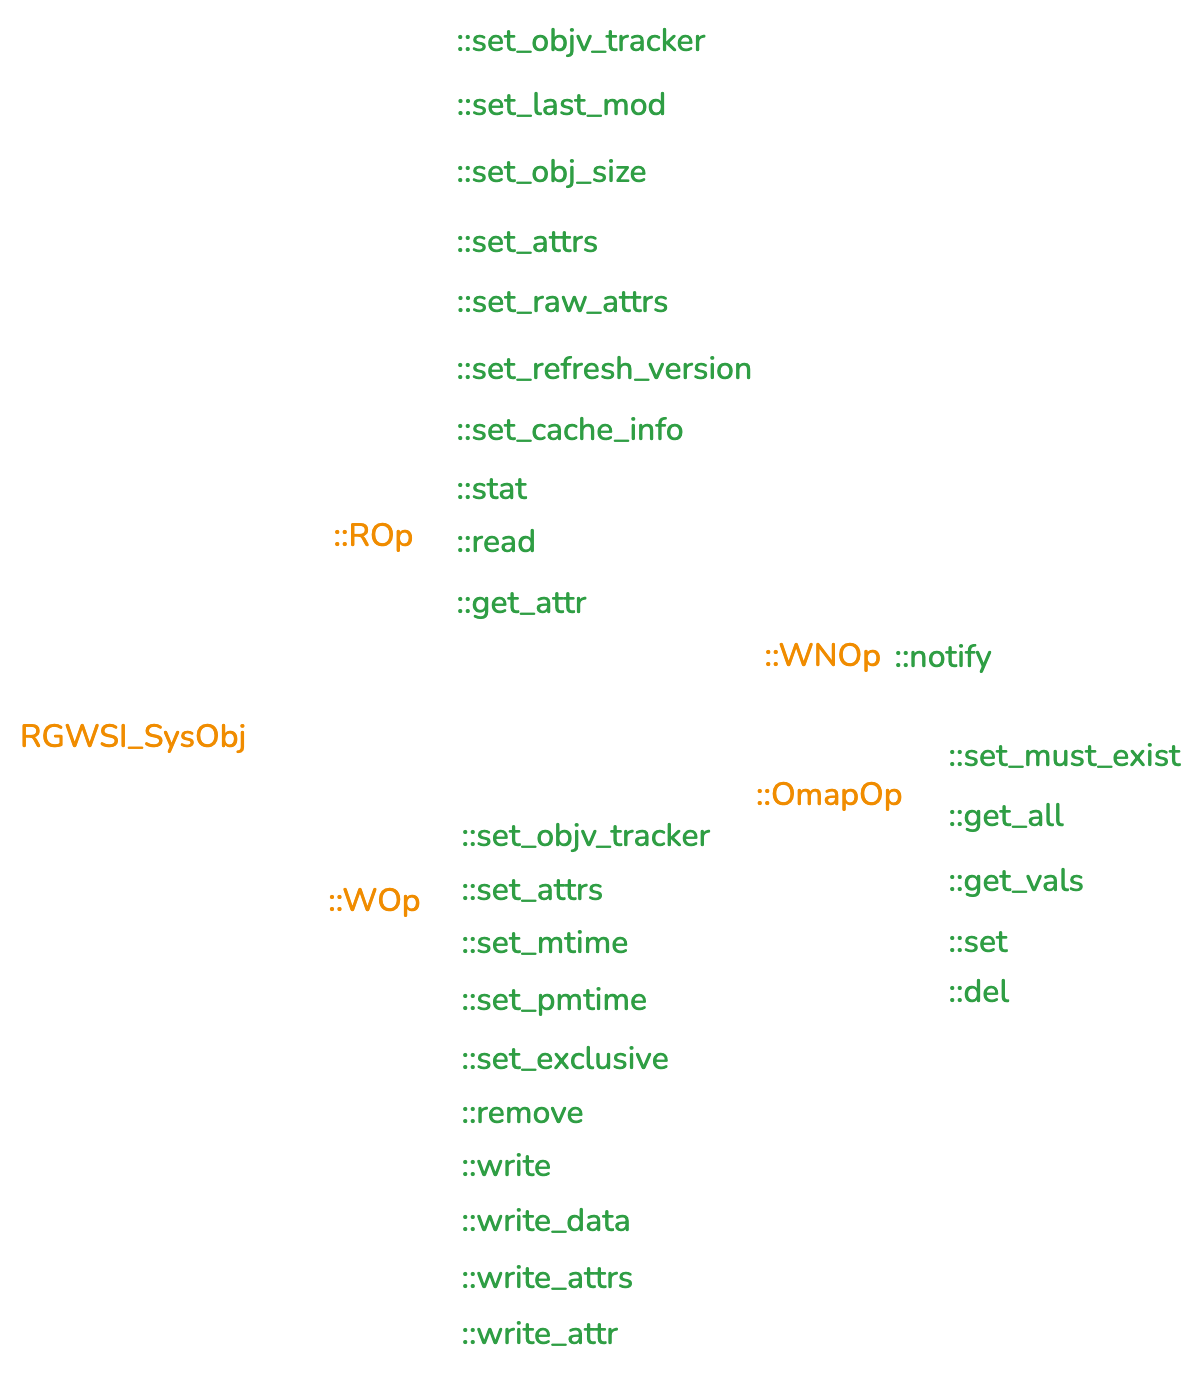 ::set_objv_tracker
::set_last_mod
::set_obj_size
::set_attrs
::set_raw_attrs
::set_refresh_version
::set_cache_info
::stat
::ROp
::read
::get_attr
::WNOp ::notify
RGWSI_SysObj
::set_must_exist
::OmapOp
::get_all
::set_objv_tracker
::get_vals
::set_attrs
::WOp
::set
::set_mtime
::del
::set_pmtime
::set_exclusive
::remove
::write
::write_data
::write_attrs
::write_attr